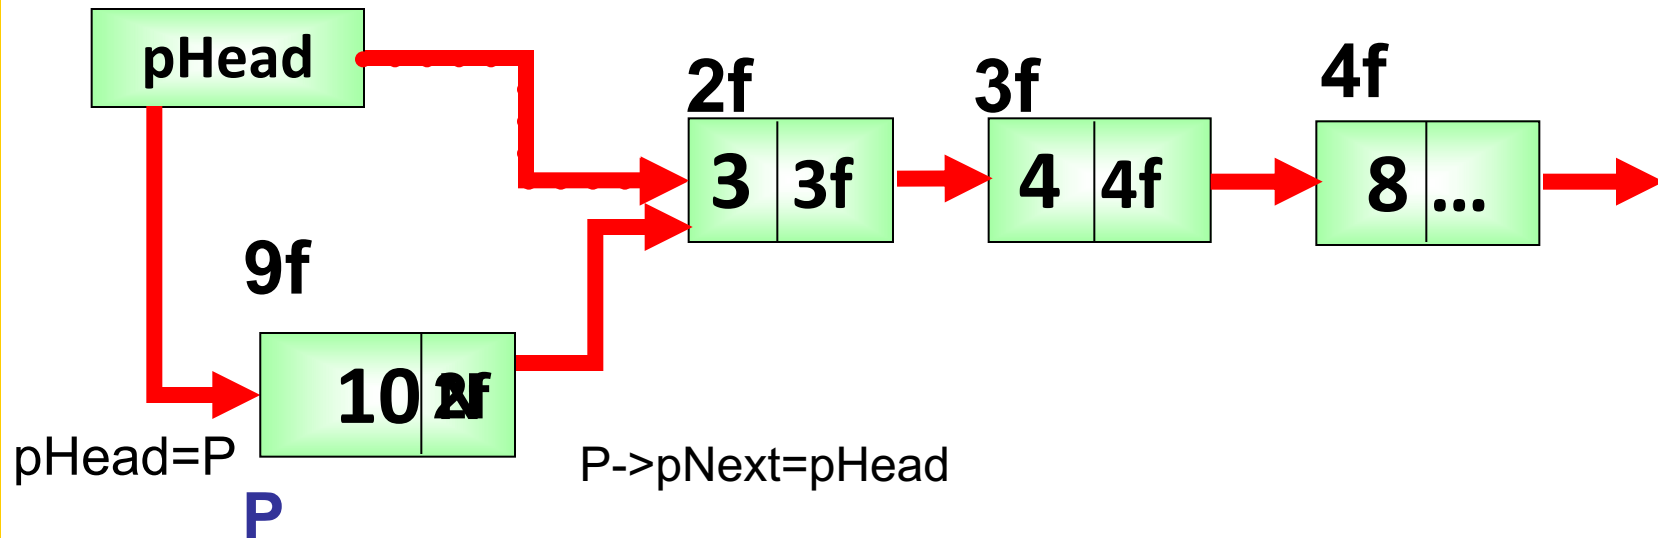 pHead
2f
3f
4f
3 3f
4 4f
8 ...
9f
10
pHead=P
P->pNext=pHead
P